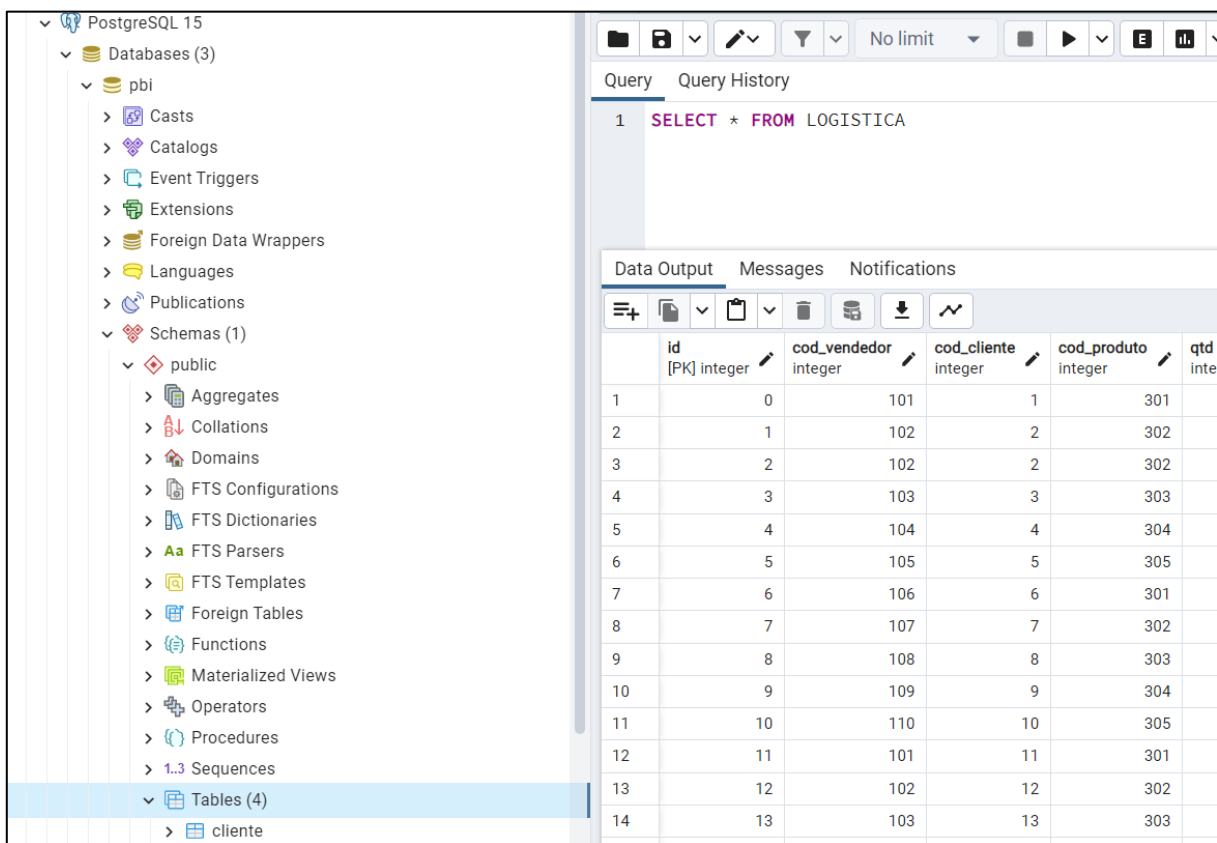 PostgreSQL 15
Databases (3)
pbi
Casts
Catalogs
Event Triggers
Extensions
Foreign Data Wrappers
Languages
Publications
Schemas (1)
public
Aggregates
Collations
Domains
FTS Configurations
FTS Dictionaries
Aa FTS Parsers
FTS Templates
Foreign Tables
Functions
Materialized Views
Operators
Procedures
1..3 Sequences
Tables (4)
cliente
No limit
E
Query Query History
1 SELECT * FROM LOGISTICA
Data Output Messages Notifications
id cod_vendedor cod_cliente cod_produto qtd
[PK] integer integer integer integer inte
1 0 101 1 301
2 1 102 2 302
3 2 102 2 302
4 3 103 3 303
5 4 104 4 304
6 5 105 5 305
7 6 106 6 301
8 7 107 7 302
9 8 108 8 303
10 9 109 9 304
11 10 110 10 305
12 11 101 11 301
13 12 102 12 302
14 13 103 13 303